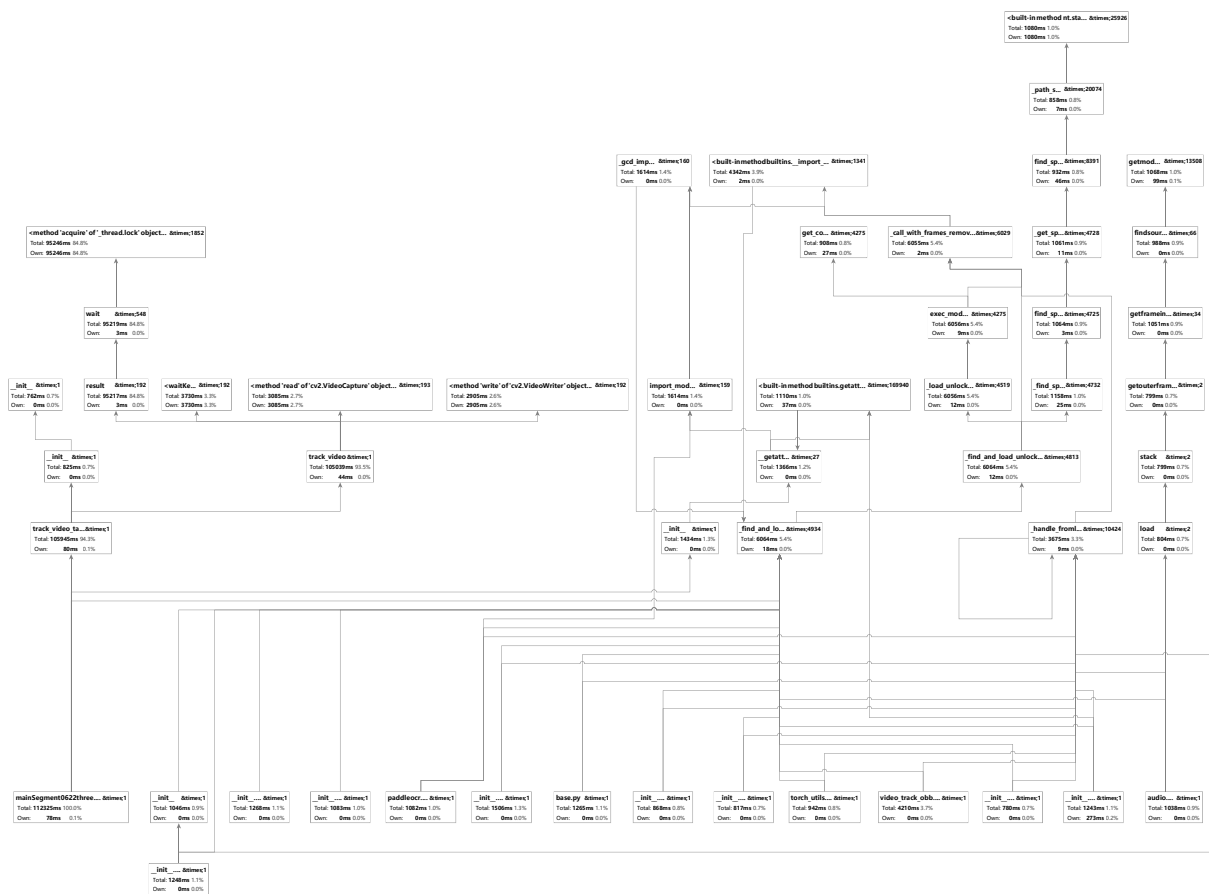 <built-in method nt.sta... &times;25926
Total: 1080ms 1.0%
Own: 1080ms 1.0%
_path_s... &times;20074
Total: 858ms 0.8%
Own: 7ms 0.0%
_gcd_imp... &times;160
Total: 1614ms 1.4%
Own: 0ms 0.0%
<built-in method builtins.__import_... &times;1341
Total: 4342ms 3.9%
Own: 2ms 0.0%
find_sp... &times;8391
Total: 932ms 0.8%
Own: 46ms 0.0%
getmod... &times;13508
Total: 1068ms 1.0%
Own: 99ms 0.1%
<method 'acquire' of '_thread.lock' object... &times;1852
Total: 95246ms 84.8%
Own: 95246ms 84.8%
get_co... &times;4275
Total: 908ms 0.8%
Own: 27ms 0.0%
_call_with_frames_remov... &times;6029
Total: 6055ms 5.4%
Own: 2ms 0.0%
_get_sp... &times;4728
Total: 1061ms 0.9%
Own: 11ms 0.0%
findsour... &times;66
Total: 988ms 0.9%
Own: 0ms 0.0%
wait &times;548
Total: 95219ms 84.8%
Own: 3ms 0.0%
exec_mod... &times;4275
Total: 6056ms 5.4%
Own: 9ms 0.0%
find_sp... &times;4725
Total: 1064ms 0.9%
Own: 3ms 0.0%
getframein... &times;34
Total: 1051ms 0.9%
Own: 0ms 0.0%
__init__ &times;1
Total: 762ms 0.7%
Own: 0ms 0.0%
result &times;192
Total: 95217ms 84.8%
Own: 3ms 0.0%
<waitKe... &times;192
Total: 3730ms 3.3%
Own: 3730ms 3.3%
<method 'read' of 'cv2.VideoCapture' object... &times;193
Total: 3085ms 2.7%
Own: 3085ms 2.7%
<method 'write' of 'cv2.VideoWriter' object... &times;192
Total: 2905ms 2.6%
Own: 2905ms 2.6%
import_mod... &times;159
Total: 1614ms 1.4%
Own: 0ms 0.0%
<built-in method builtins.getatt... &times;169940
Total: 1110ms 1.0%
Own: 37ms 0.0%
_load_unlock... &times;4519
Total: 6056ms 5.4%
Own: 12ms 0.0%
_find_sp... &times;4732
Total: 1158ms 1.0%
Own: 25ms 0.0%
getouterfram... &times;2
Total: 799ms 0.7%
Own: 0ms 0.0%
__init__ &times;1
Total: 825ms 0.7%
Own: 0ms 0.0%
track_video &times;1
Total: 105039ms 93.5%
Own: 44ms 0.0%
__getatt... &times;27
Total: 1366ms 1.2%
Own: 0ms 0.0%
_find_and_load_unlock... &times;4813
Total: 6064ms 5.4%
Own: 12ms 0.0%
stack &times;2
Total: 799ms 0.7%
Own: 0ms 0.0%
track_video_ta... &times;1
Total: 105945ms 94.3%
Own: 80ms 0.1%
__init__ &times;1
Total: 1434ms 1.3%
Own: 0ms 0.0%
_find_and_lo... &times;4934
Total: 6064ms 5.4%
Own: 18ms 0.0%
_handle_froml... &times;10424
Total: 3675ms 3.3%
Own: 9ms 0.0%
load &times;2
Total: 804ms 0.7%
Own: 0ms 0.0%
mainSegment0622three.... &times;1
Total: 112325ms 100.0%
Own: 78ms 0.1%
__init__.... &times;1
Total: 1046ms 0.9%
Own: 0ms 0.0%
__init__.... &times;1
Total: 1268ms 1.1%
Own: 0ms 0.0%
__init__.... &times;1
Total: 1083ms 1.0%
Own: 0ms 0.0%
paddleocr.... &times;1
Total: 1082ms 1.0%
Own: 0ms 0.0%
__init__.... &times;1
Total: 1506ms 1.3%
Own: 0ms 0.0%
base.py &times;1
Total: 1265ms 1.1%
Own: 0ms 0.0%
__init__.... &times;1
Total: 868ms 0.8%
Own: 0ms 0.0%
__init__.... &times;1
Total: 817ms 0.7%
Own: 0ms 0.0%
torch_utils.... &times;1
Total: 942ms 0.8%
Own: 0ms 0.0%
video_track_obb.... &times;1
Total: 4210ms 3.7%
Own: 0ms 0.0%
__init__.... &times;1
Total: 780ms 0.7%
Own: 0ms 0.0%
__init__.... &times;1
Total: 1243ms 1.1%
Own: 273ms 0.2%
audio.... &times;1
Total: 1038ms 0.9%
Own: 0ms 0.0%
__init__.... &times;1
Total: 1248ms 1.1%
Own: 0ms 0.0%